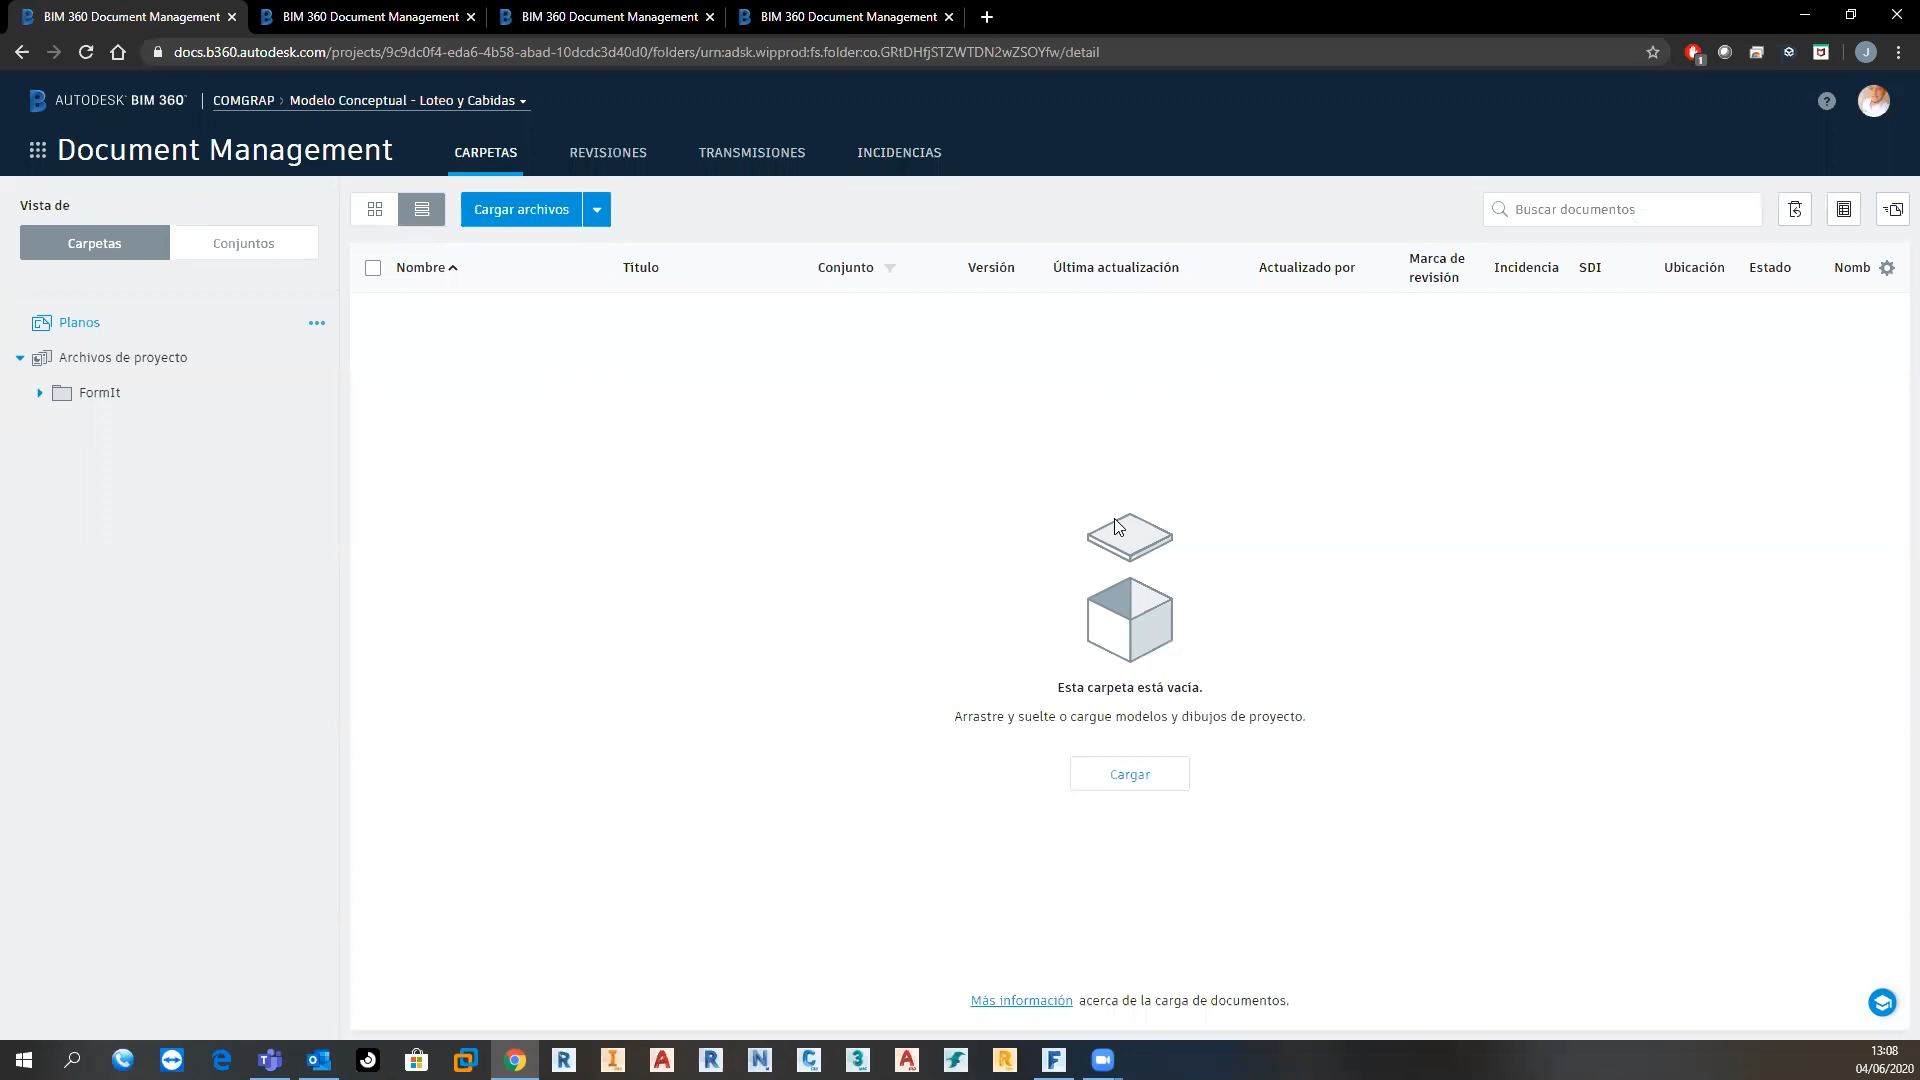 BIM 360 Document Management
BIM 360 Document Management
BIM 360 Document Management
BIM 360 Document Management
docs.b360.autodesk.com/projects/9c9dc0f4-eda6-4b58-abad-10dcdc3d40d0/folders/urn:adsk.wipprod:fs.folder:co.GRtDHfjSTZWTDN2wZSOYfw/detail
1
J
AUTODESK BIM 360
COMGRAP > Modelo Conceptual - Loteo y Cabidas
?
Document Management
CARPETAS
REVISIONES
TRANSMISIONES
INCIDENCIAS
Vista de
Carpetas
Conjuntos
Cargar archivos
Buscar documentos
Planos
Archivos de proyecto
FormIt
Nombre
Título
Conjunto
Versión
Última actualización
Actualizado por
Marca de
revisión
Incidencia
SDI
Ubicación
Estado
Nomb
Esta carpeta está vacía.
Arrastre y suelte o cargue modelos y dibujos de proyecto.
Cargar
Más información acerca de la carga de documentos.
R
I
A
R
N
C
3
A
R
F
13:08
04/06/2020